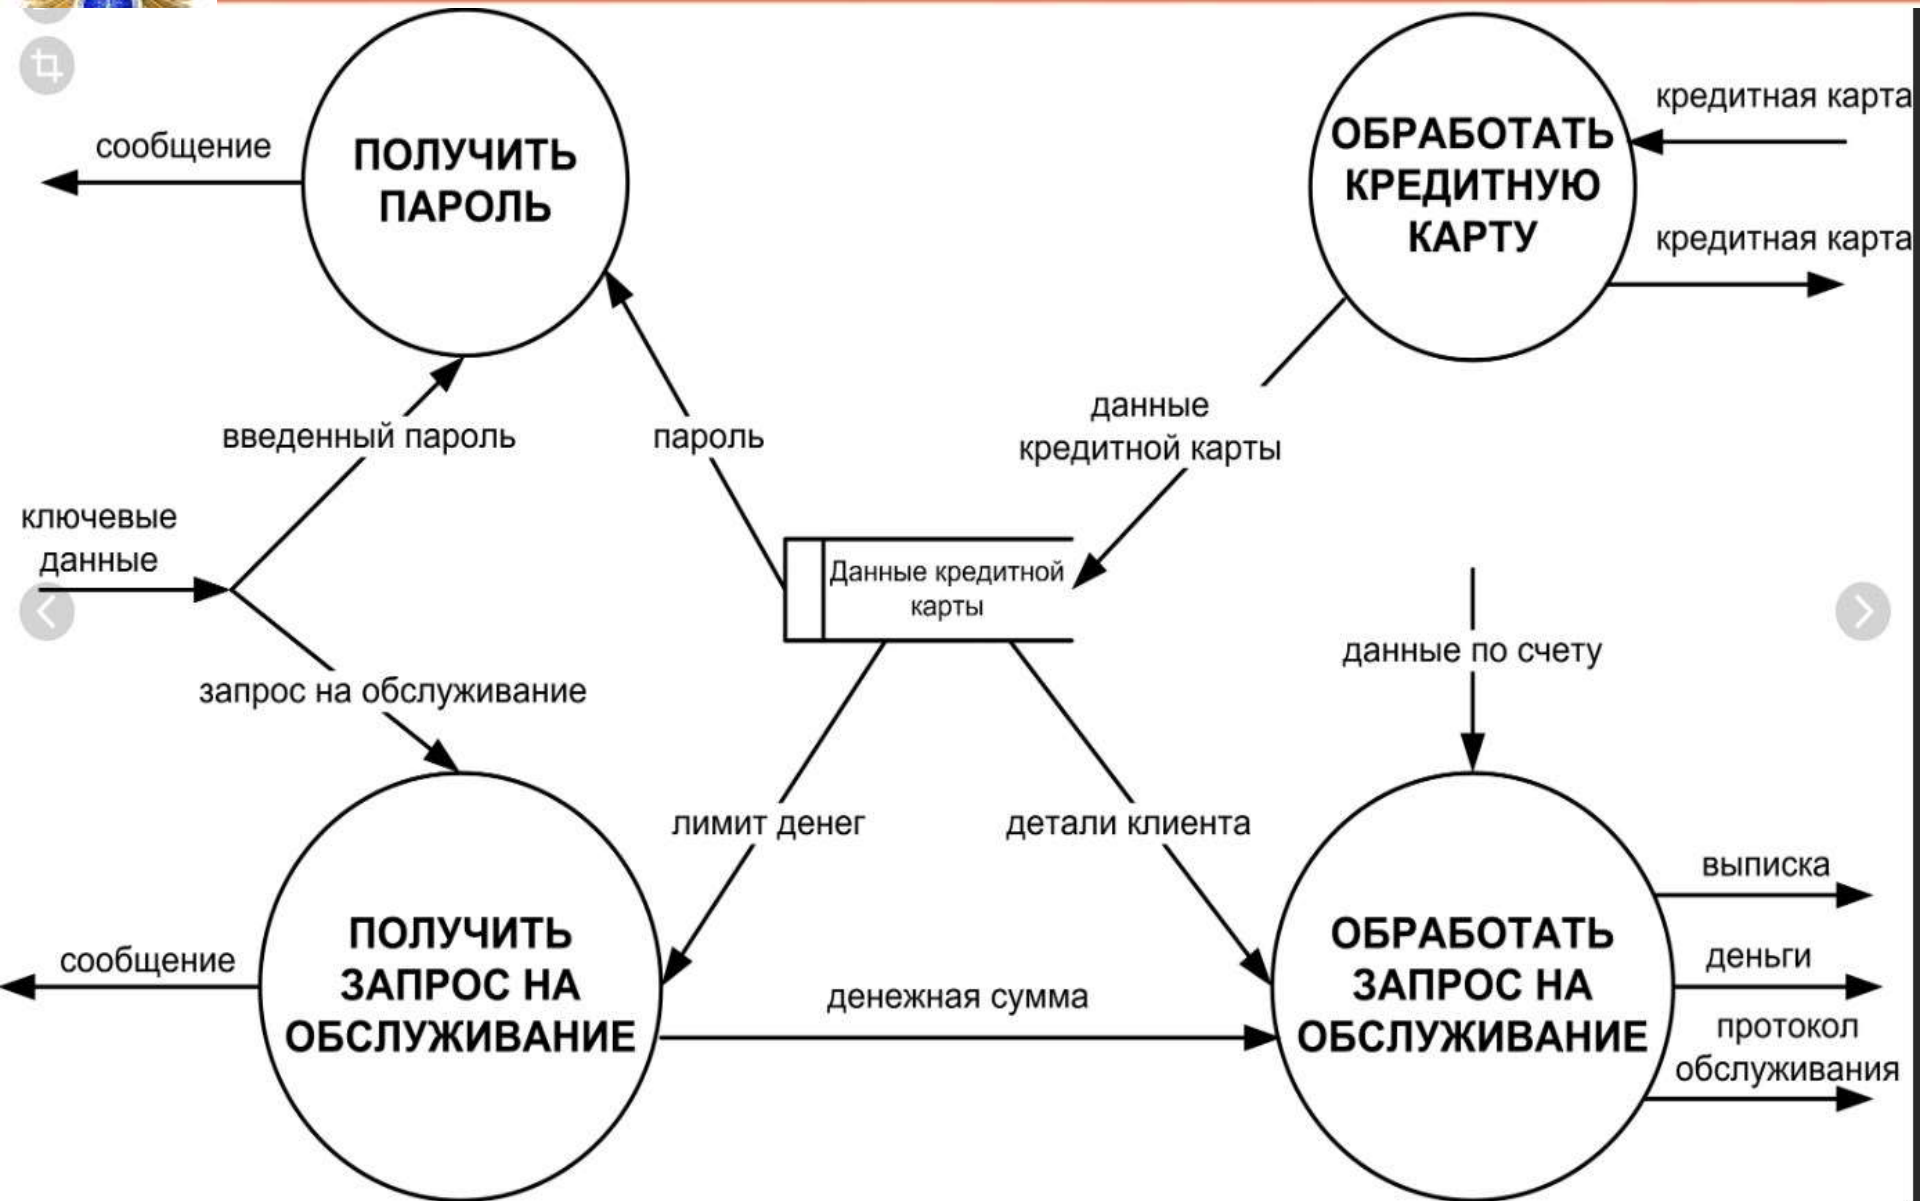 сообщение
ПОЛУЧИТЬ
ПАРОЛЬ
ОБРАБОТАТЬ
КРЕДИТНУЮ
КАРТУ
кредитная карта
кредитная карта
введенный пароль
пароль
данные
кредитной карты
ключевые
данные
Данные кредитной
карты
данные по счету
запрос на обслуживание
лимит денег
детали клиента
сообщение
ПОЛУЧИТЬ
ЗАПРОС НА
ОБСЛУЖИВАНИЕ
денежная сумма
ОБРАБОТАТЬ
ЗАПРОС НА
ОБСЛУЖИВАНИЕ
выписка
деньги
протокол
обслуживания